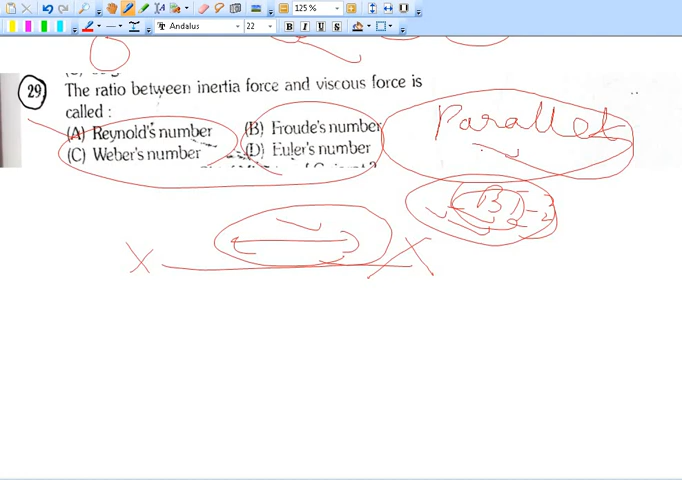 125 %
Andalus
22
B I U
29 The ratio between inertia force and viscous force is
called :
(A) Reynold's number (B) Froude's number
(C) Weber's number (D) Euler's number
Parallel
X X